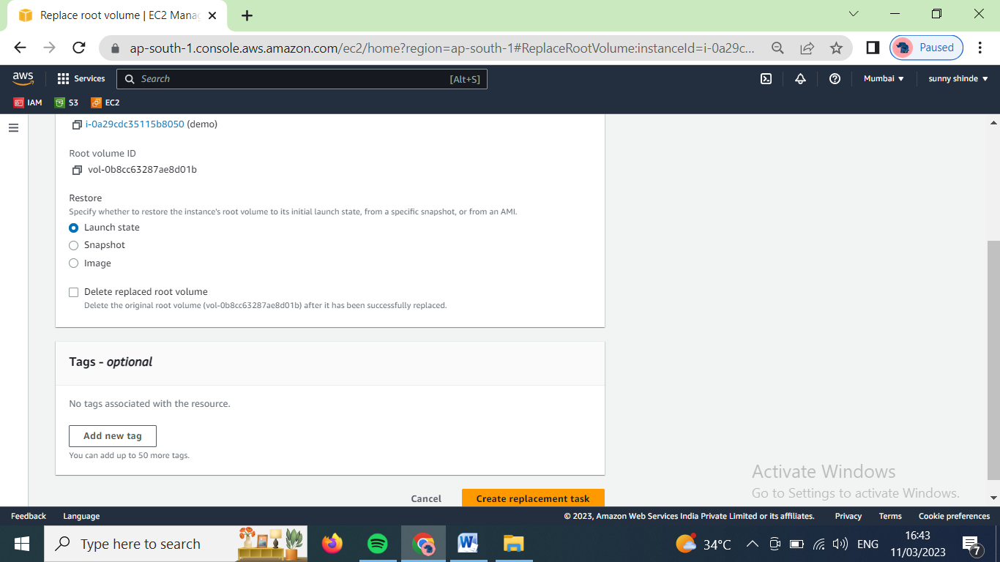 Replace root volume | EC2 Manag
ap-south-1.console.aws.amazon.com/ec2/home?region=ap-south-1#ReplaceRootVolume:instanceId=i-0a29c...
Paused
aws
Services
Search
[Alt+S]
Mumbai
sunny shinde
IAM
S3
EC2
i-0a29cdc35115b8050 (demo)
Root volume ID
vol-0b8cc63287ae8d01b
Restore
Specify whether to restore the instance's root volume to its initial launch state, from a specific snapshot, or from an AMI.
Launch state
Snapshot
Image
Delete replaced root volume
Delete the original root volume (vol-0b8cc63287ae8d01b) after it has been successfully replaced.
Tags - optional
No tags associated with the resource.
Add new tag
You can add up to 50 more tags.
Cancel
Create replacement task
Activate Windows
Go to Settings to activate Windows.
Feedback
Language
© 2023, Amazon Web Services India Private Limited or its affiliates.
Privacy
Terms
Cookie preferences
Type here to search
34°C
ENG
16:43
11/03/2023
7